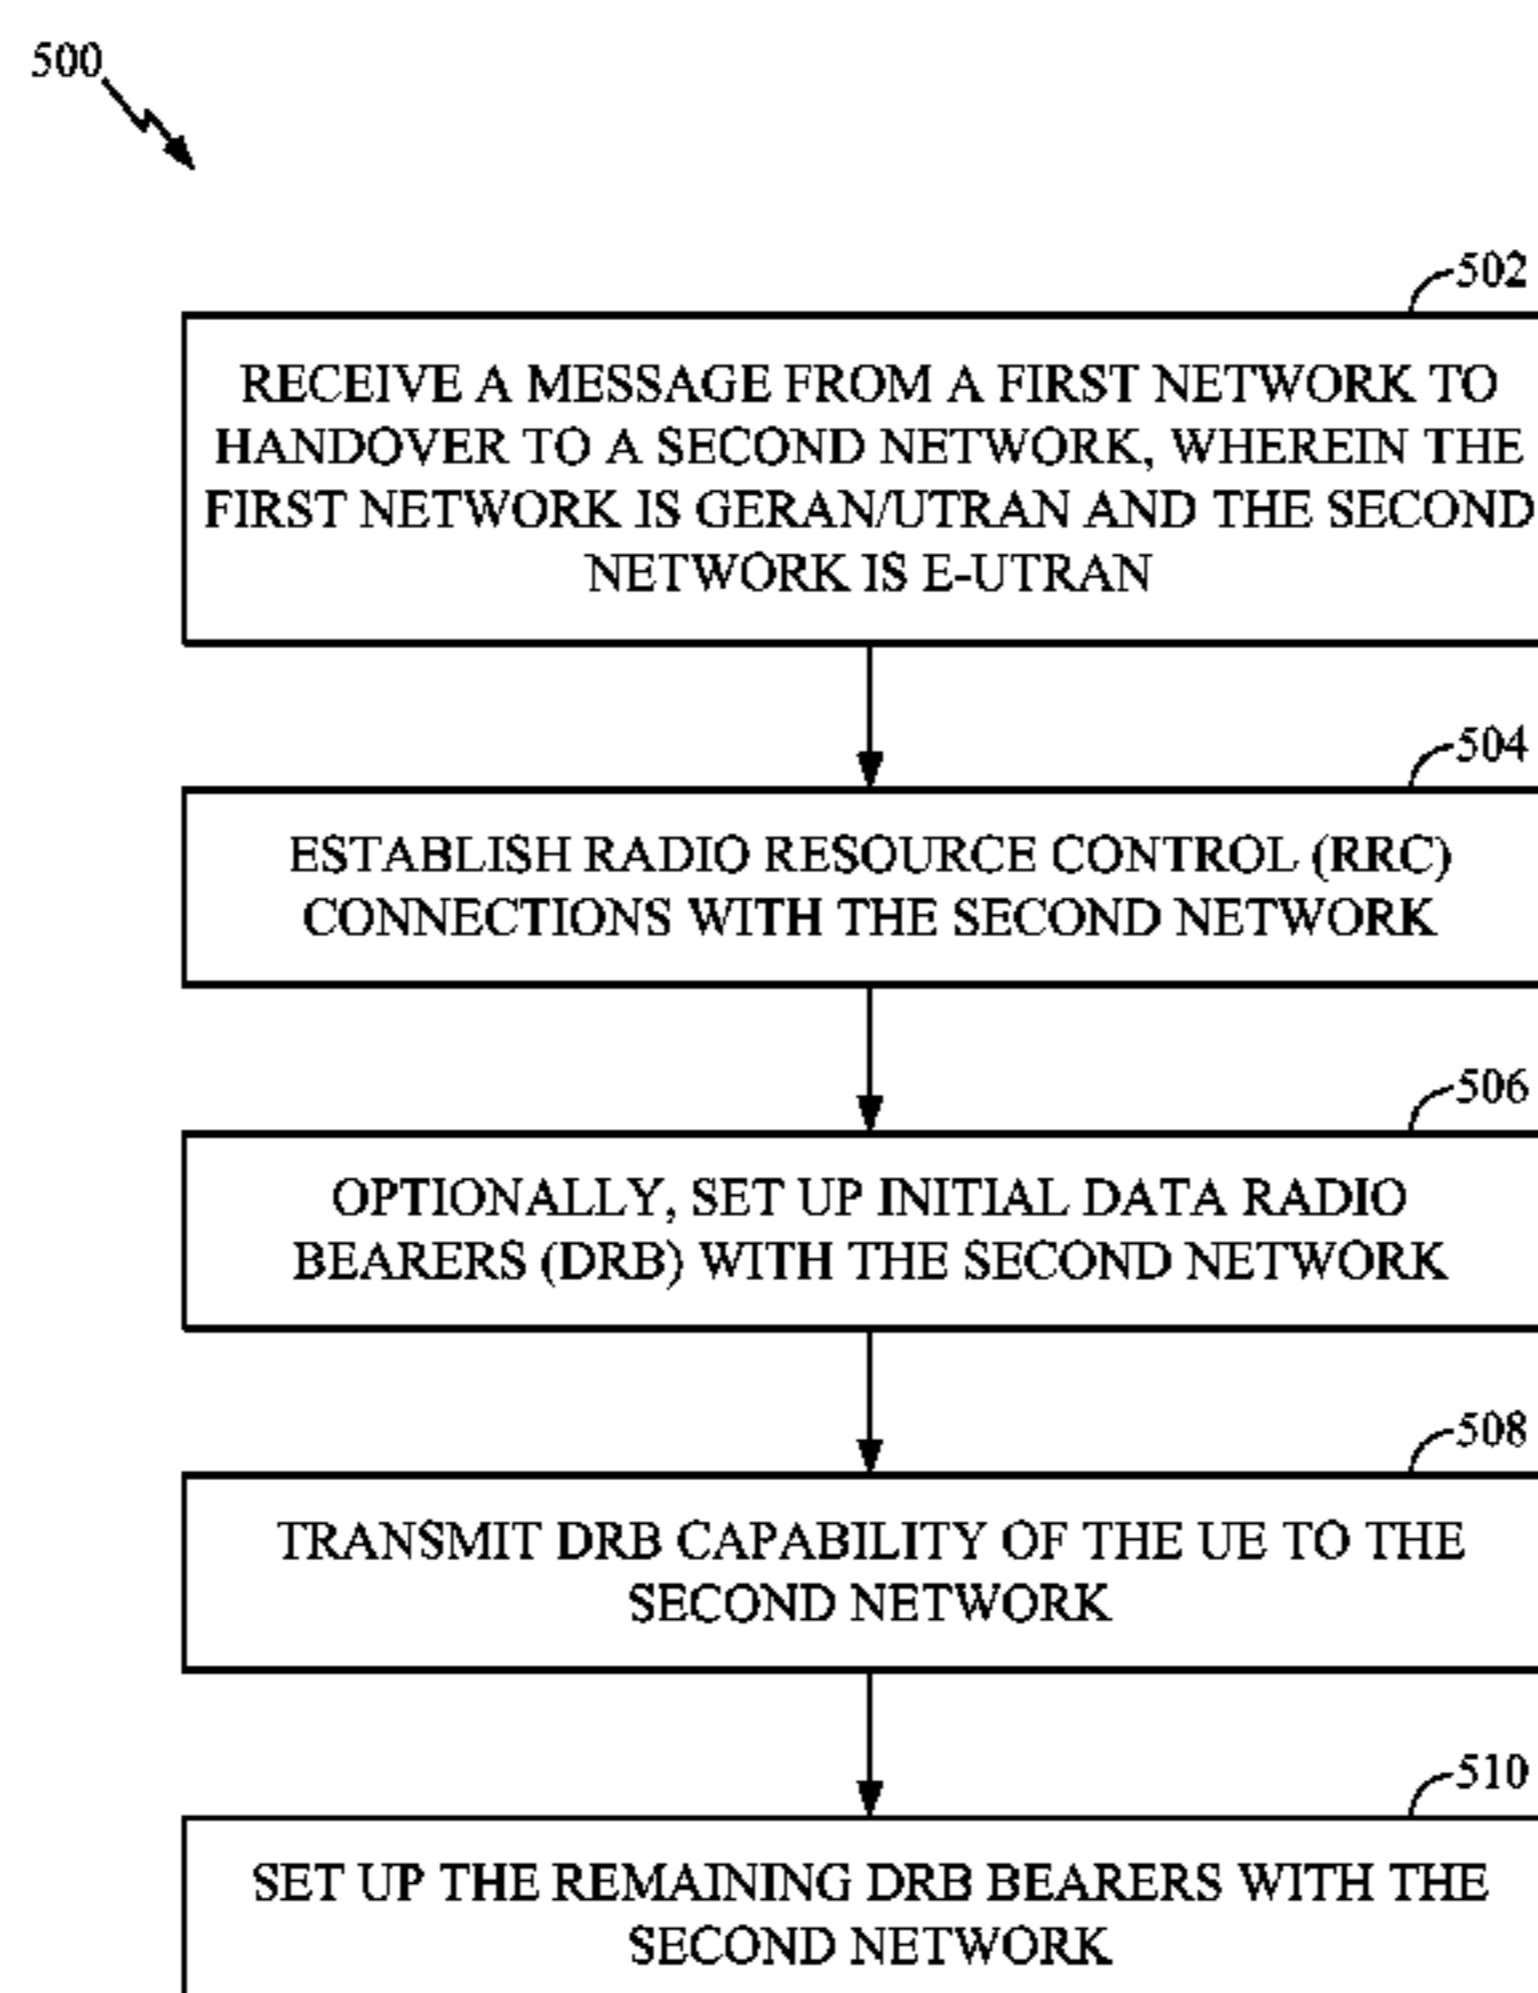 500
502
RECEIVE A MESSAGE FROM A FIRST NETWORK TO
HANDOVER TO A SECOND NETWORK, WHEREIN THE
FIRST NETWORK IS GERAN/UTRAN AND THE SECOND
NETWORK IS E-UTRAN
504
ESTABLISH RADIO RESOURCE CONTROL (RRC)
CONNECTIONS WITH THE SECOND NETWORK
506
OPTIONALLY, SET UP INITIAL DATA RADIO
BEARERS (DRB) WITH THE SECOND NETWORK
508
TRANSMIT DRB CAPABILITY OF THE UE TO THE
SECOND NETWORK
510
SET UP THE REMAINING DRB BEARERS WITH THE
SECOND NETWORK